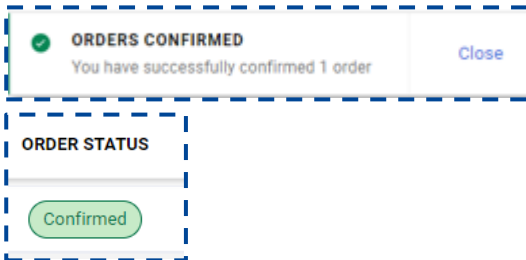 ORDERS CONFIRMED
You have successfully confirmed 1 order
Close
ORDER STATUS
Confirmed